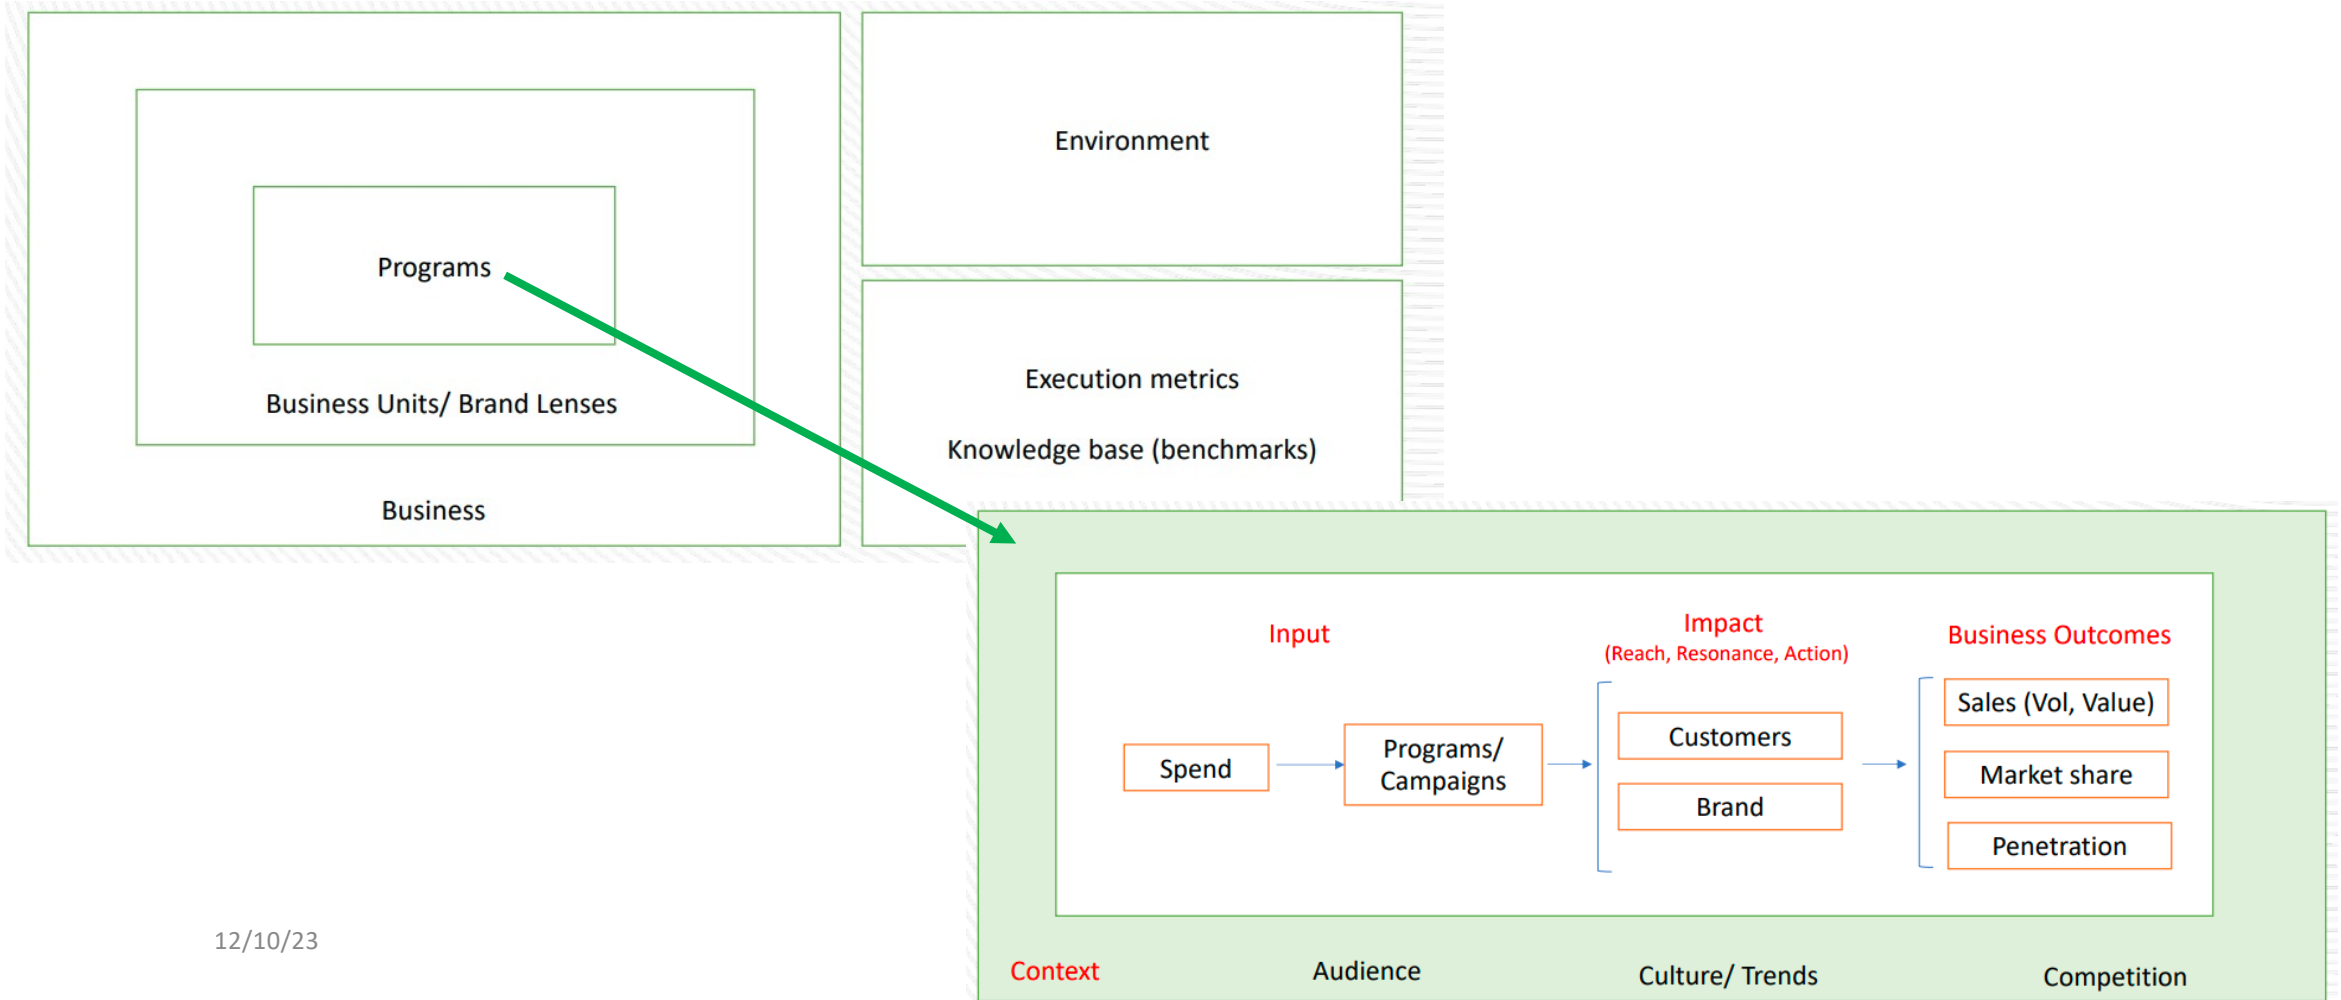 Programs
Business Units/ Brand Lenses
Business
Environment
Execution metrics
Knowledge base (benchmarks)
Input
Impact
(Reach, Resonance, Action)
Business Outcomes
Spend
Programs/
Campaigns
Customers
Brand
Sales (Vol, Value)
Market share
Penetration
Context
Audience
Culture/ Trends
Competition
12/10/23